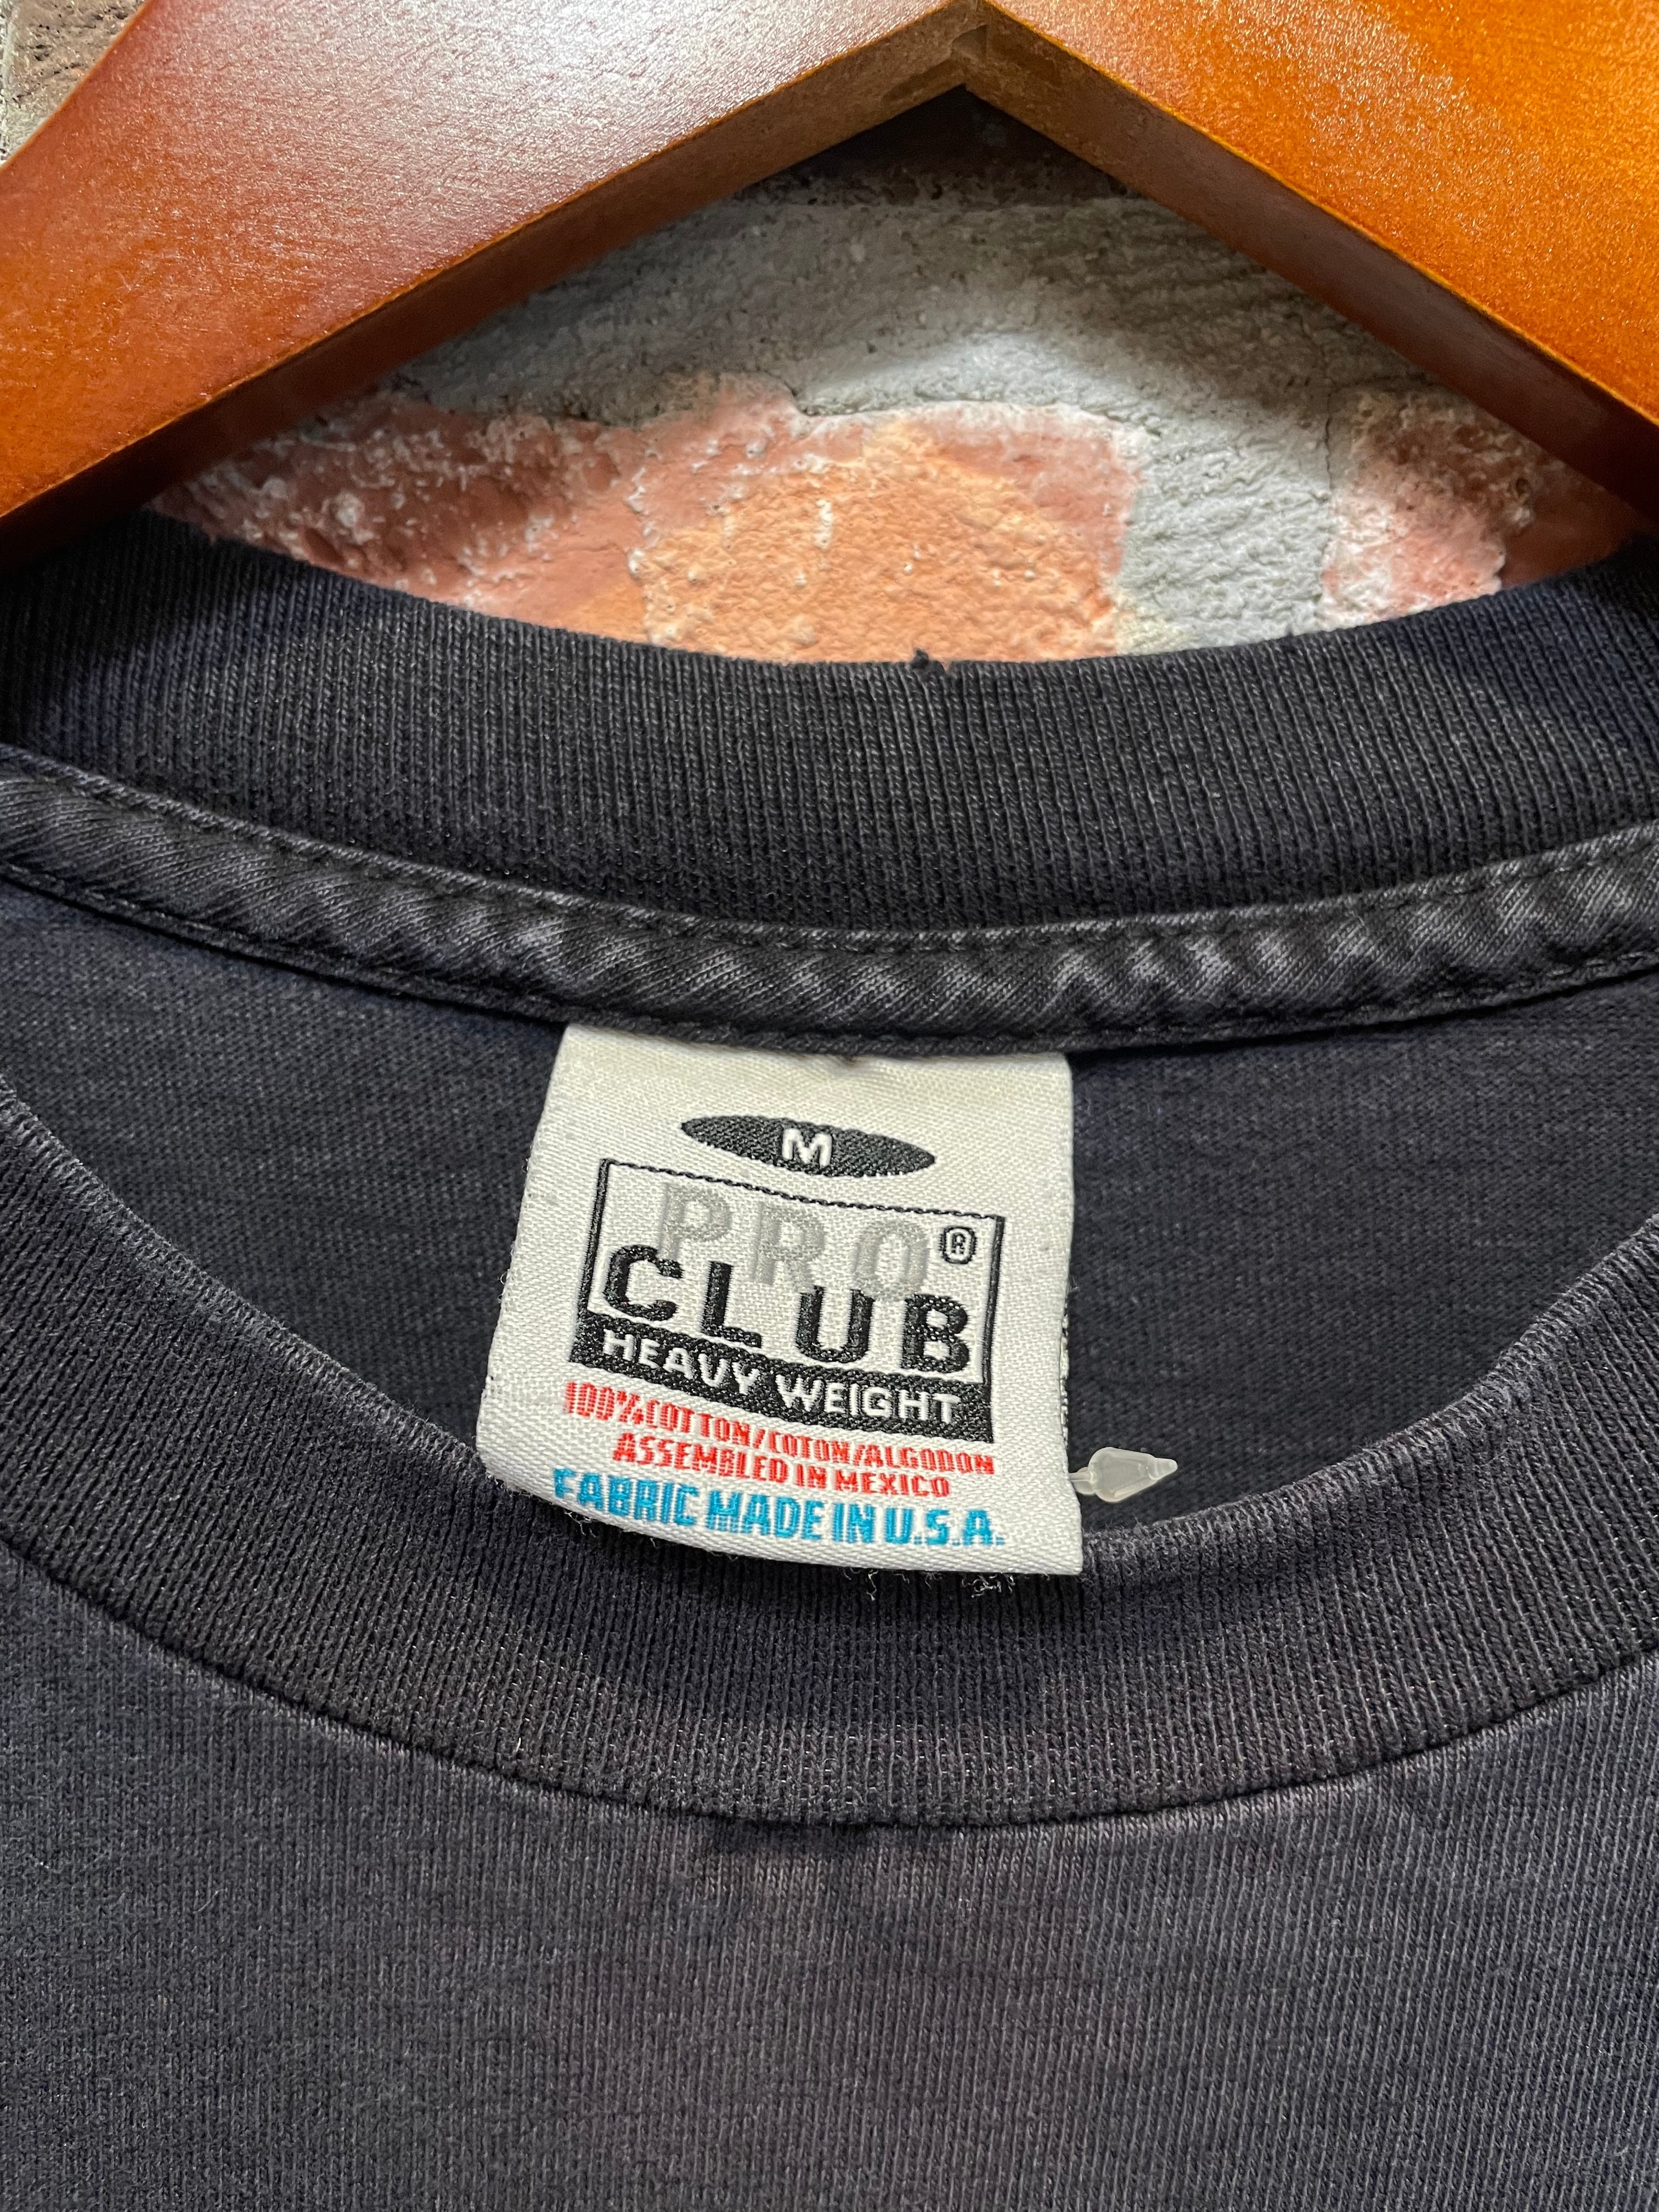 M
PRO®
CLUB
HEAVY WEIGHT
100% COTTON/COTON/ALGODON
ASSEMBLED IN MEXICO
FABRIC MADE IN U.S.A.